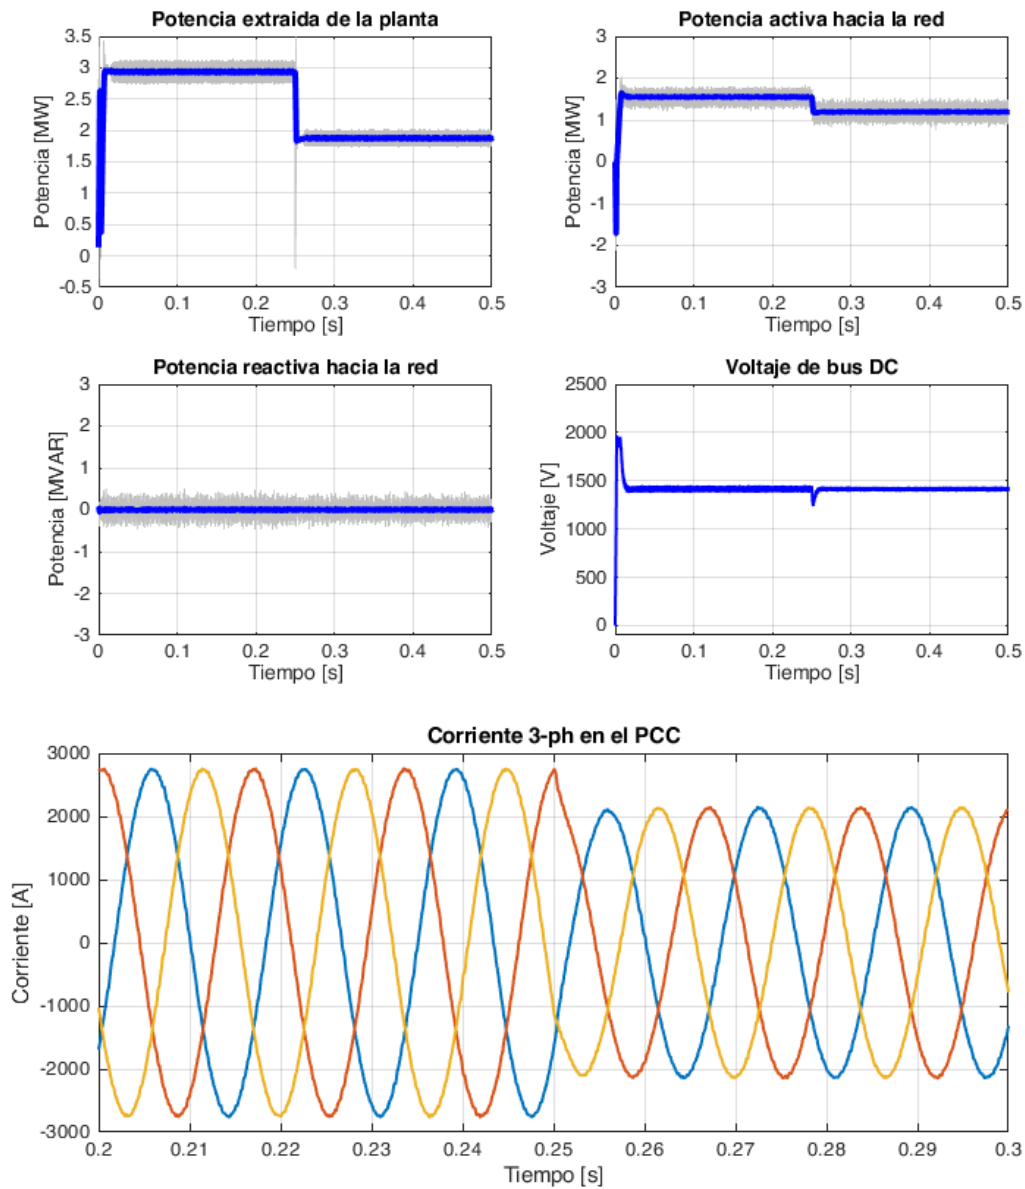 Potencia extraida de la planta
3.5
3
2.5
2
1.5
1
0.5
0
-0.5
Potencia [MW]
0 0.1 0.2 0.3 0.4 0.5
Tiempo [s]
Potencia activa hacia la red
3
2
1
0
-1
-2
-3
Potencia [MW]
0 0.1 0.2 0.3 0.4 0.5
Tiempo [s]
Potencia reactiva hacia la red
3
2
1
0
-1
-2
-3
Potencia [MVAR]
0 0.1 0.2 0.3 0.4 0.5
Tiempo [s]
Voltaje de bus DC
2500
2000
1500
1000
500
0
Voltaje [V]
0 0.1 0.2 0.3 0.4 0.5
Tiempo [s]
Corriente 3-ph en el PCC
3000
2000
1000
0
-1000
-2000
-3000
Corriente [A]
0.2 0.21 0.22 0.23 0.24 0.25 0.26 0.27 0.28 0.29 0.3
Tiempo [s]